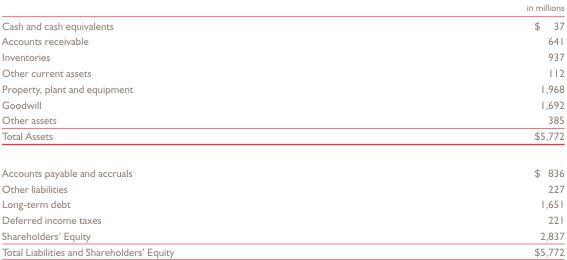 in millions
Cash and cash equivalents $ 37
Accounts receivable 641
Inventories 937
Other current assets 112
Property, plant and equipment 1,968
Goodwill 1,692
Other assets 385
Total Assets $5,772
Accounts payable and accruals $ 836
Other liabilities 227
Long-term debt 1,651
Deferred income taxes 221
Shareholders' Equity 2,837
Total Liabilities and Shareholders' Equity $5,772